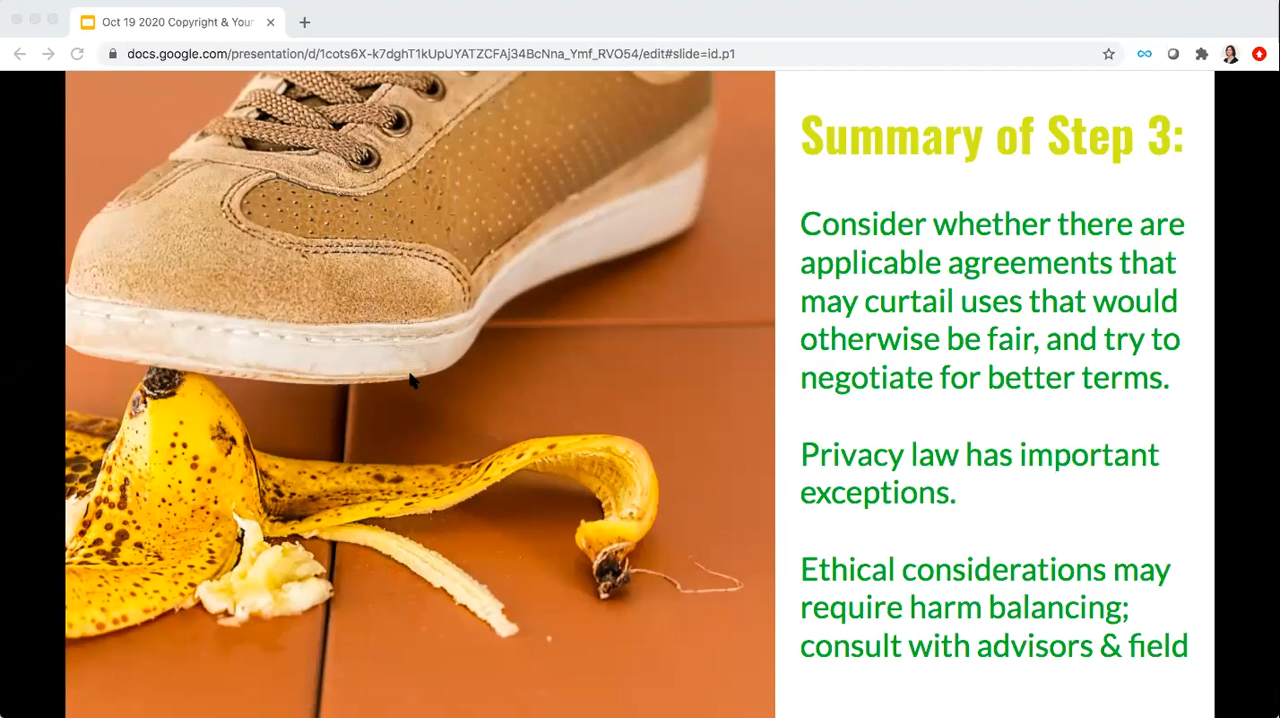 Oct 19 2020 Copyright & Your
docs.google.com/presentation/d/1cots6X-k7dghT1kUpUYATZCFAj34BcNna_Ymf_RVO54/edit#slide=id.p1
Summary of Step 3:
Consider whether there are
applicable agreements that
may curtail uses that would
otherwise be fair, and try to
negotiate for better terms.
Privacy law has important
exceptions.
Ethical considerations may
require harm balancing;
consult with advisors & field